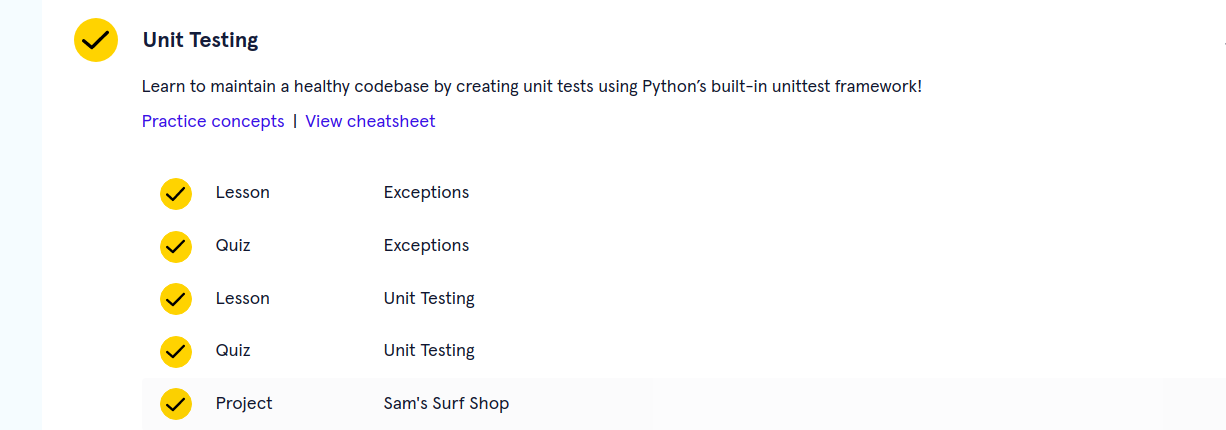 Unit Testing
Learn to maintain a healthy codebase by creating unit tests using Python’s built-in unittest framework!
Practice concepts | View cheatsheet
Lesson Exceptions
Quiz Exceptions
Lesson Unit Testing
Quiz Unit Testing
Project Sam's Surf Shop